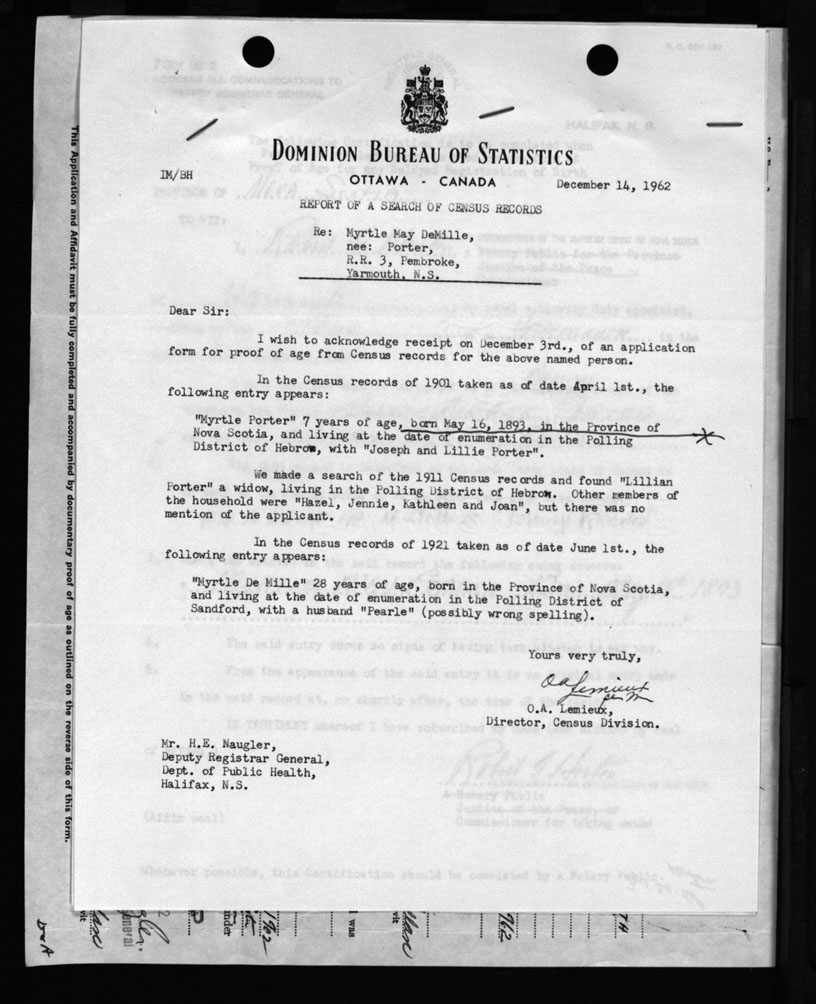 DOMINION BUREAU OF STATISTICS
IM/BH
OTTAWA - CANADA
December 14, 1962
REPORT OF A SEARCH OF CENSUS RECORDS
Re: Myrtle May DeMille,
nee: Porter,
R.R. 3, Pembroke,
Yarmouth, N.S.
Dear Sir:
I wish to acknowledge receipt on December 3rd., of an application
form for proof of age from Census records for the above named person.
In the Census records of 1901 taken as of date April 1st., the
following entry appears:
"Myrtle Porter" 7 years of age, born May 16, 1893, in the Province of
Nova Scotia, and living at the date of enumeration in the Polling
District of Hebron, with "Joseph and Lillie Porter".
We made a search of the 1911 Census records and found "Lillian
Porter" a widow, living in the Polling District of Hebron. Other members of
the household were "Hazel, Jennie, Kathleen and Joan", but there was no
mention of the applicant.
In the Census records of 1921 taken as of date June 1st., the
following entry appears:
"Myrtle De Mille" 28 years of age, born in the Province of Nova Scotia,
and living at the date of enumeration in the Polling District of
Sandford, with a husband "Pearle" (possibly wrong spelling).
Yours very truly,
O.A. Lemieux
O.A. Lemieux,
Director, Census Division.
Mr. H.E. Naugler,
Deputy Registrar General,
Dept. of Public Health,
Halifax, N.S.
This Application and Affidavit must be fully completed and accompanied by documentary proof of age as outlined on the reverse side of this form.